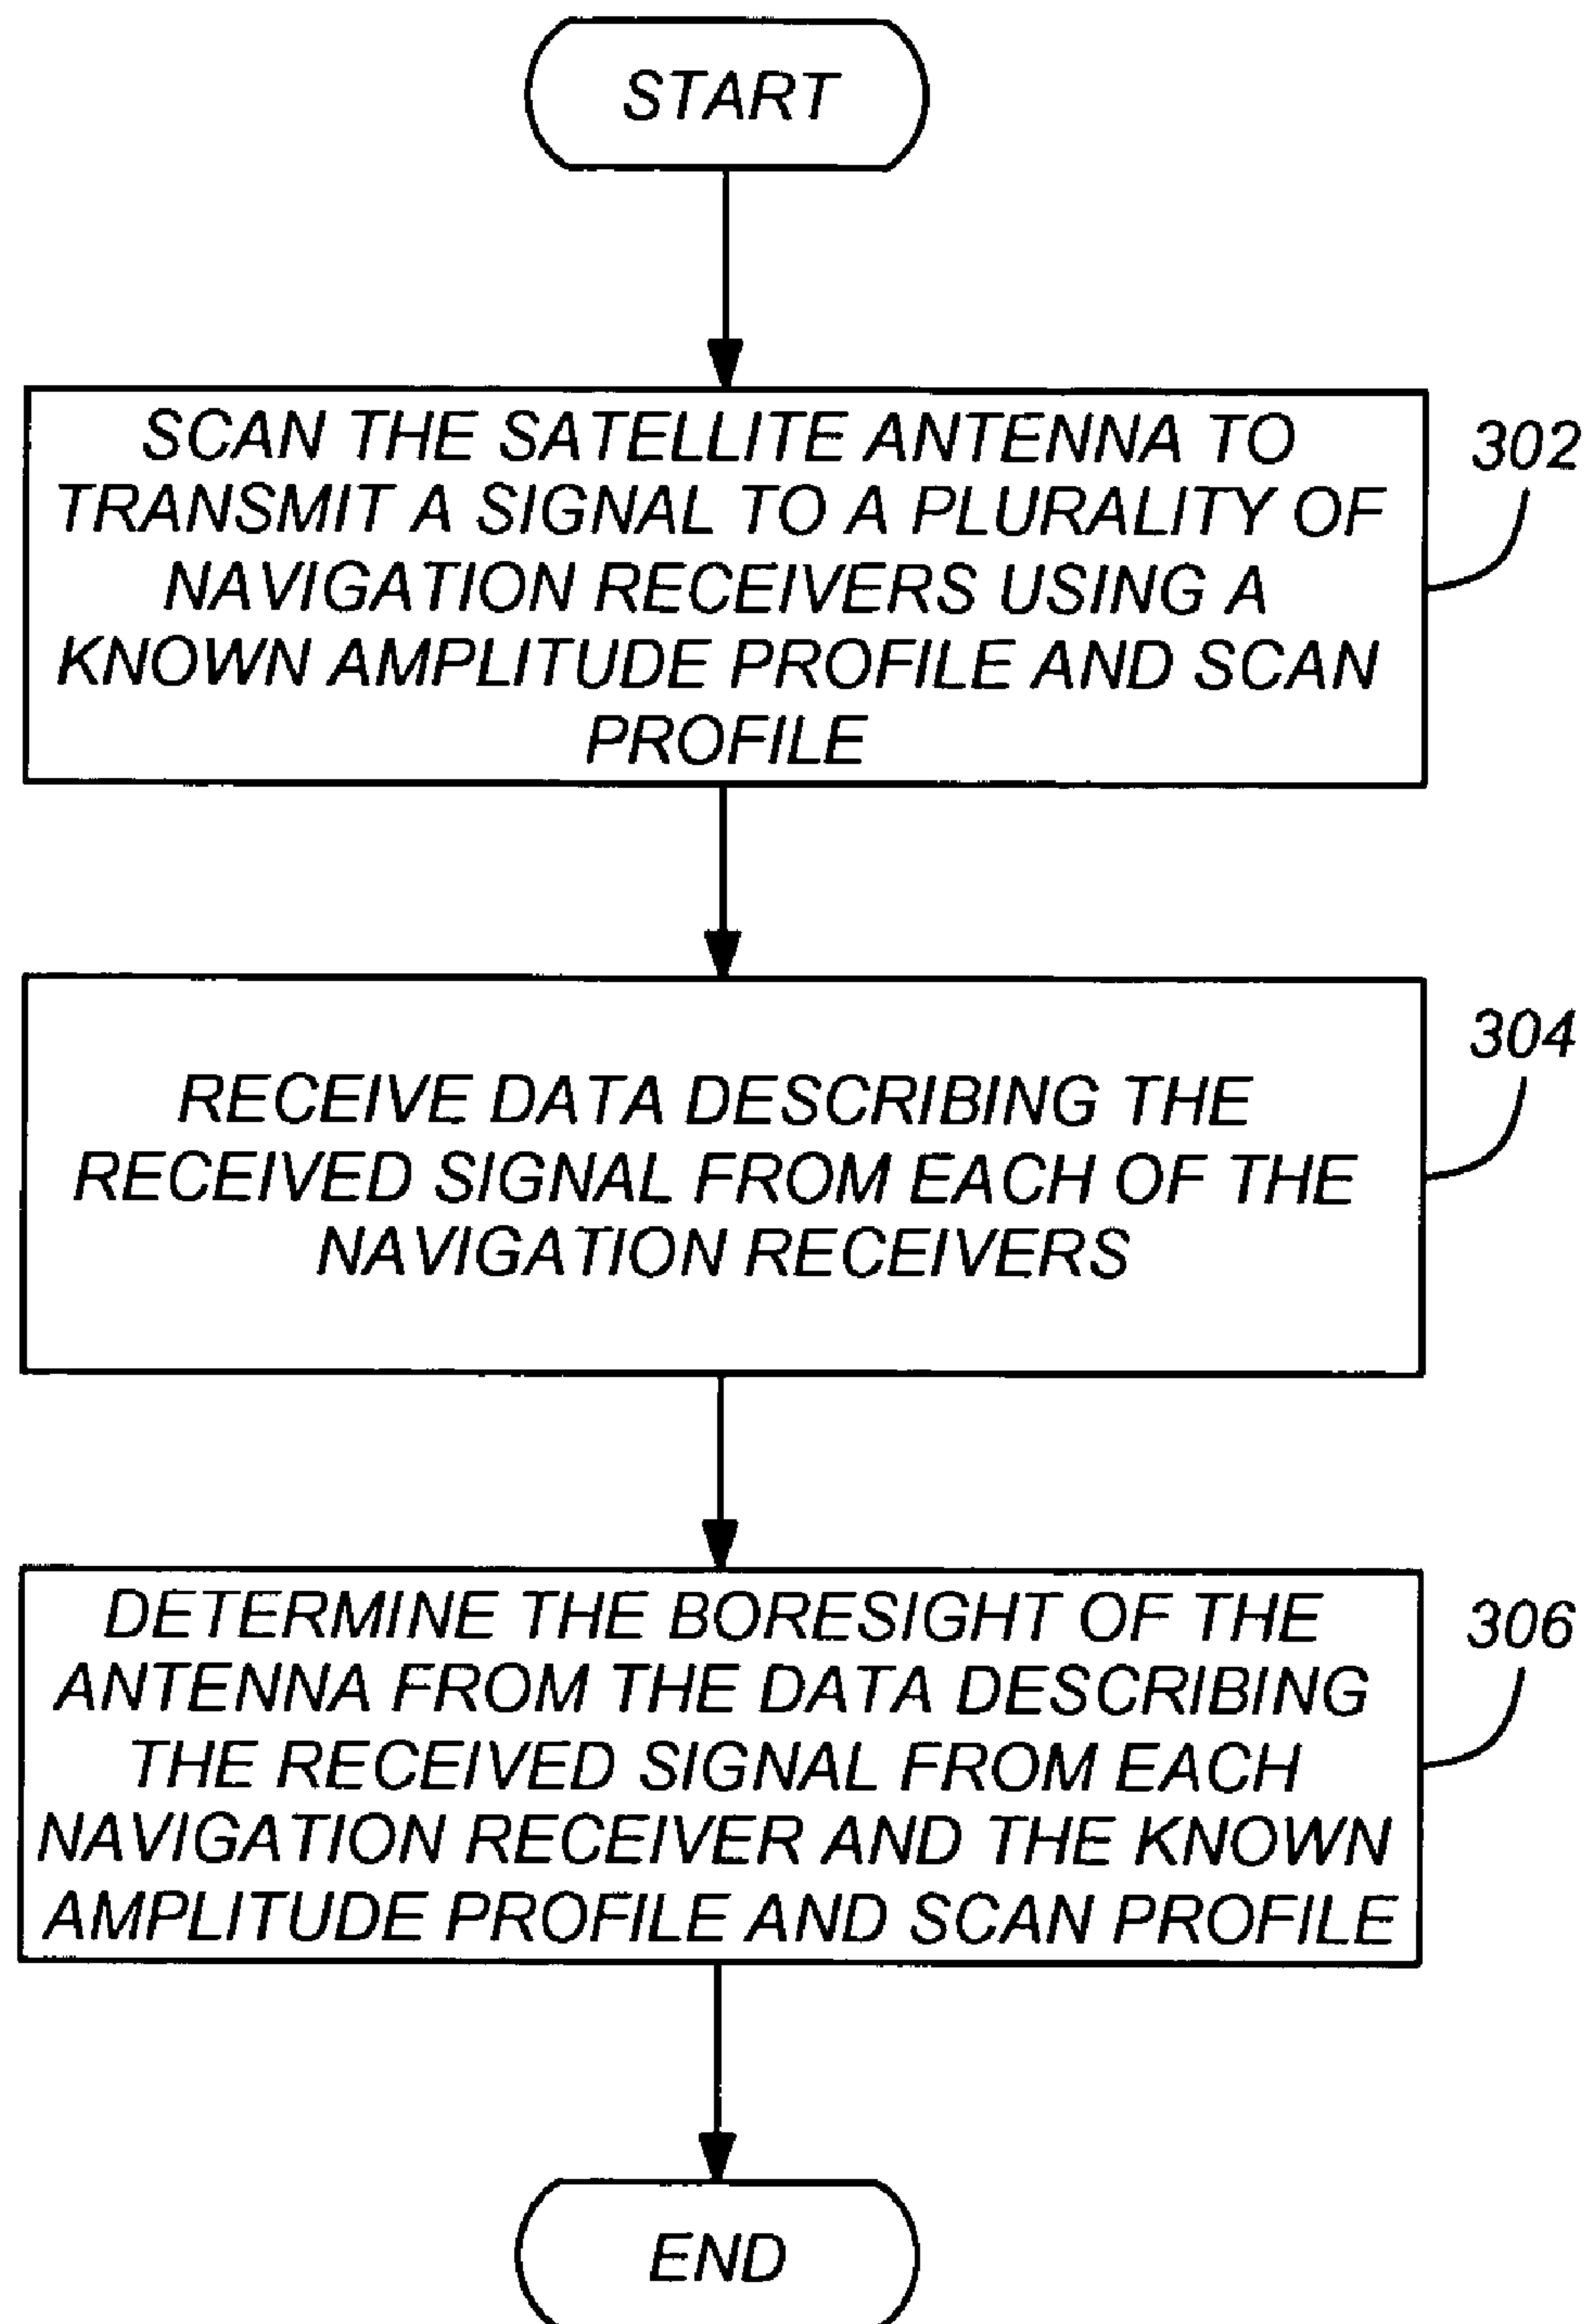 START
SCAN THE SATELLITE ANTENNA TO
TRANSMIT A SIGNAL TO A PLURALITY OF
NAVIGATION RECEIVERS USING A
KNOWN AMPLITUDE PROFILE AND SCAN
PROFILE
302
RECEIVE DATA DESCRIBING THE
RECEIVED SIGNAL FROM EACH OF THE
NAVIGATION RECEIVERS
304
DETERMINE THE BORESIGHT OF THE
ANTENNA FROM THE DATA DESCRIBING
THE RECEIVED SIGNAL FROM EACH
NAVIGATION RECEIVER AND THE KNOWN
AMPLITUDE PROFILE AND SCAN PROFILE
306
END